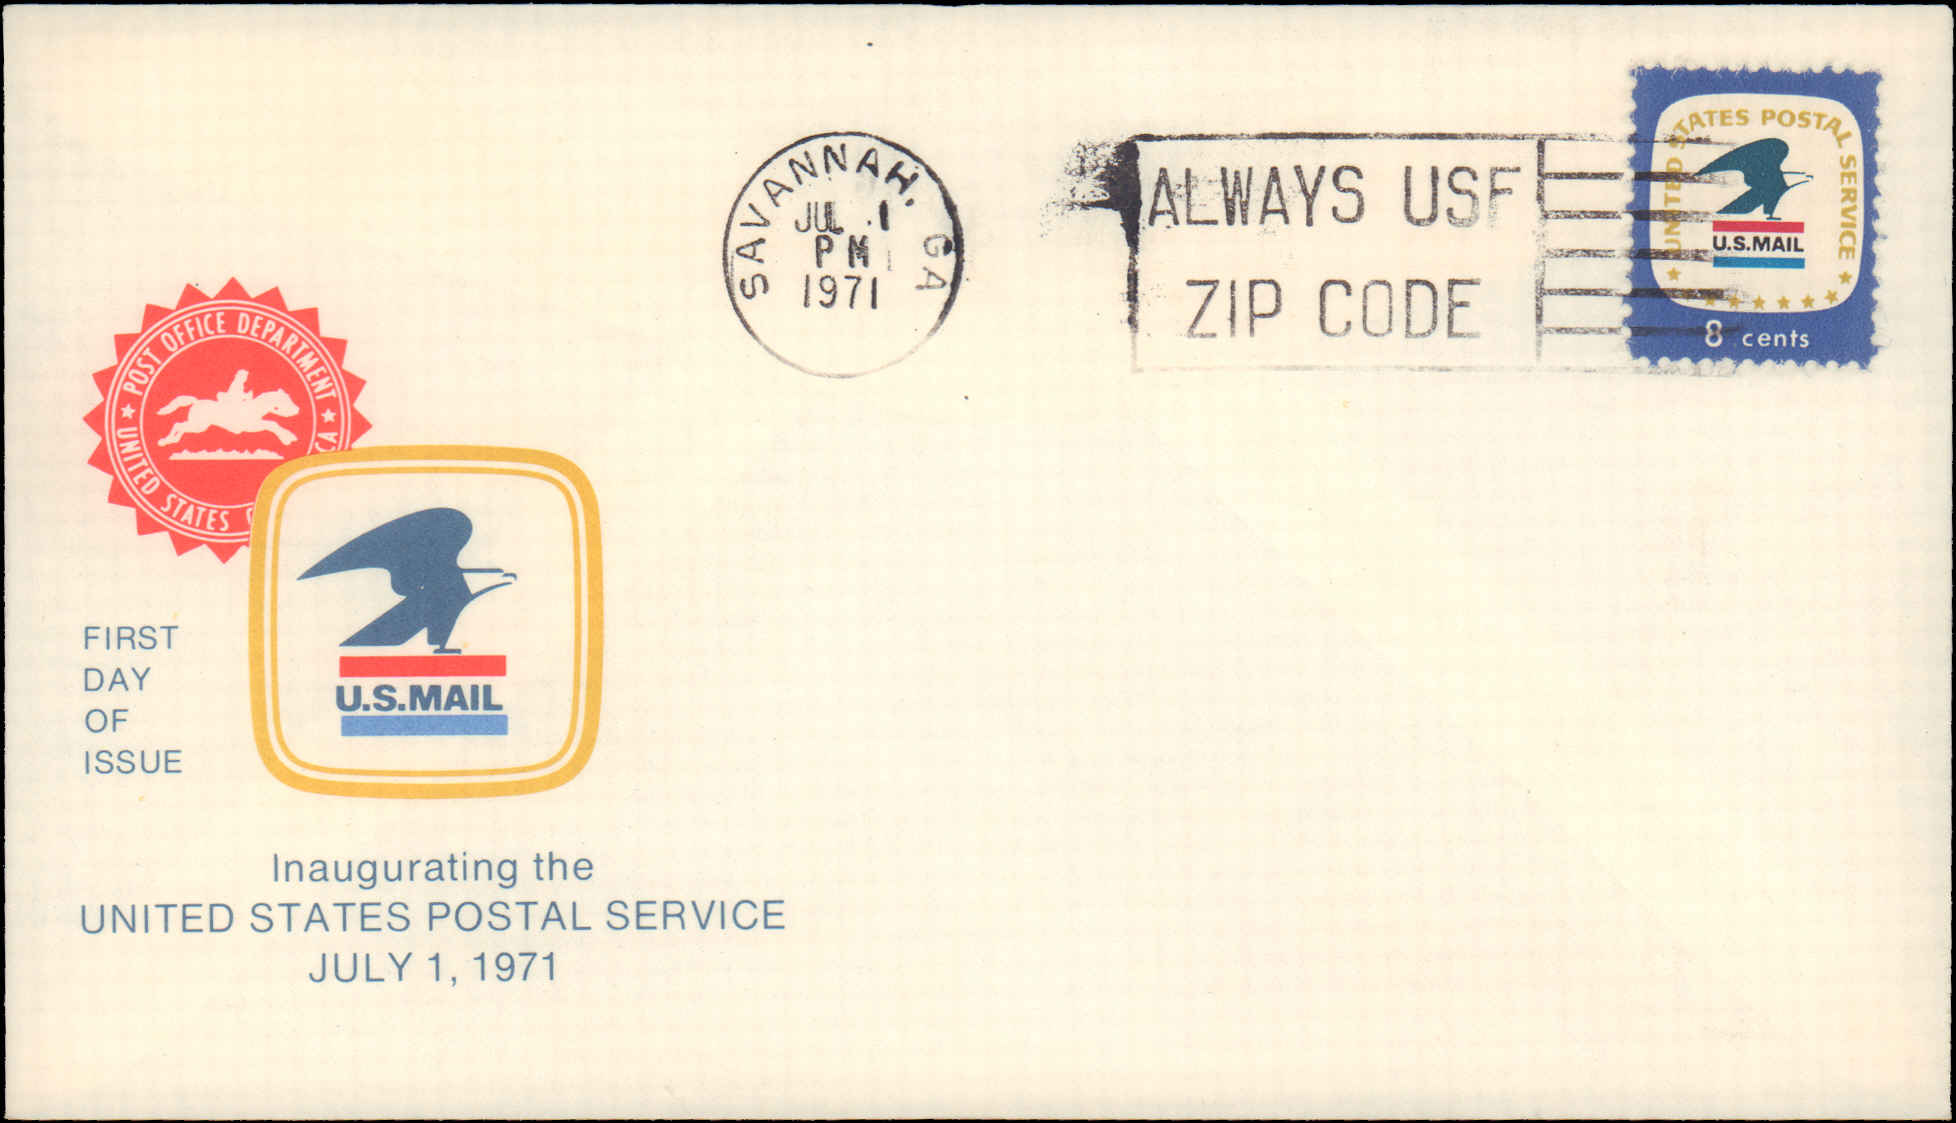 SAVANNAH, GA
JUL 1
PM
1971
ALWAYS USE
ZIP CODE
UNITED STATES POSTAL SERVICE
U.S.MAIL
8 cents
POST OFFICE DEPARTMENT
UNITED STATES
U.S.MAIL
FIRST
DAY
OF
ISSUE
Inaugurating the
UNITED STATES POSTAL SERVICE
JULY 1, 1971